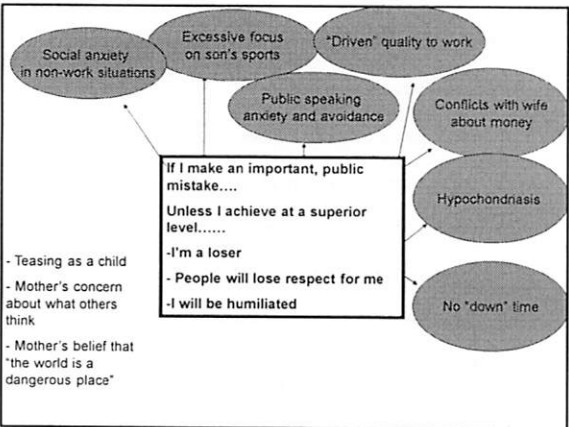 Social anxiety
in non-work situations
Excessive focus
on son's sports
"Driven" quality to work
Public speaking
anxiety and avoidance
Conflicts with wife
about money
If I make an important, public
mistake....
Unless I achieve at a superior
level......
-I'm a loser
- People will lose respect for me
-I will be humiliated
Hypochondriasis
No "down" time
- Teasing as a child
- Mother's concern
about what others
think
- Mother's belief that
"the world is a
dangerous place"